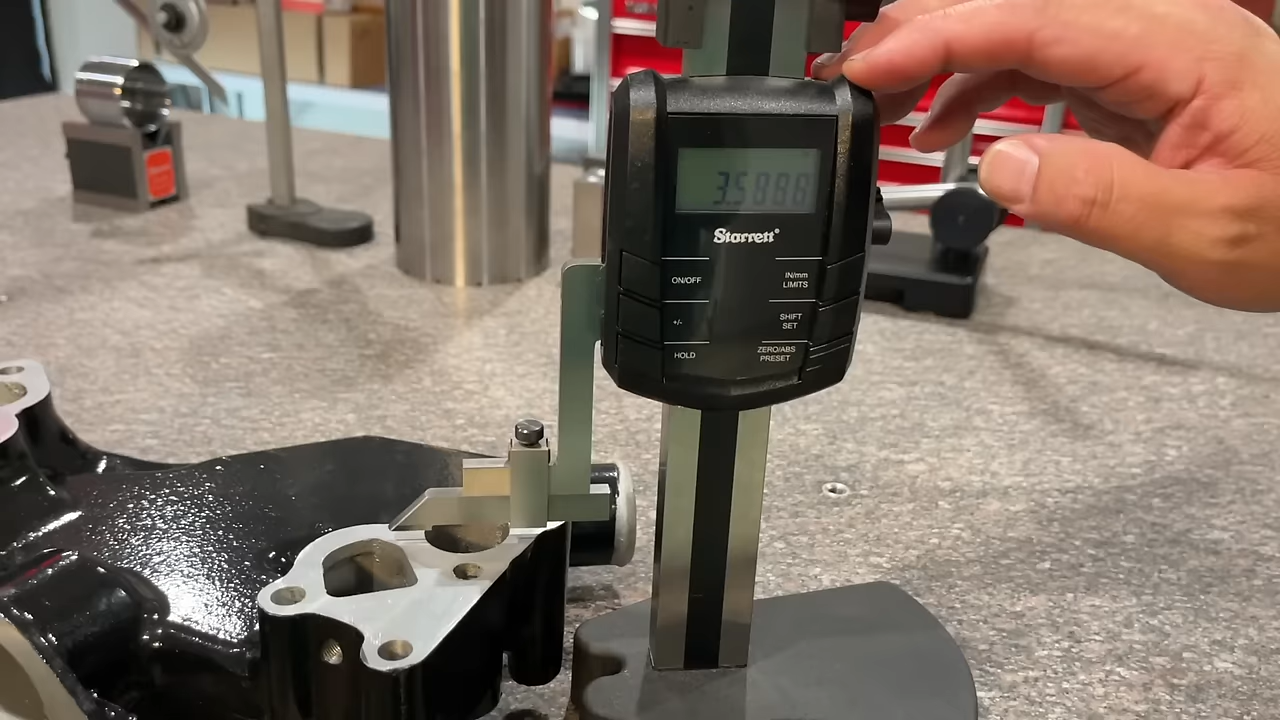 3.5888
Starrett®
ON/OFF
IN/mm
LIMITS
+/-
SHIFT
SET
HOLD
ZERO/ABS
PRESET